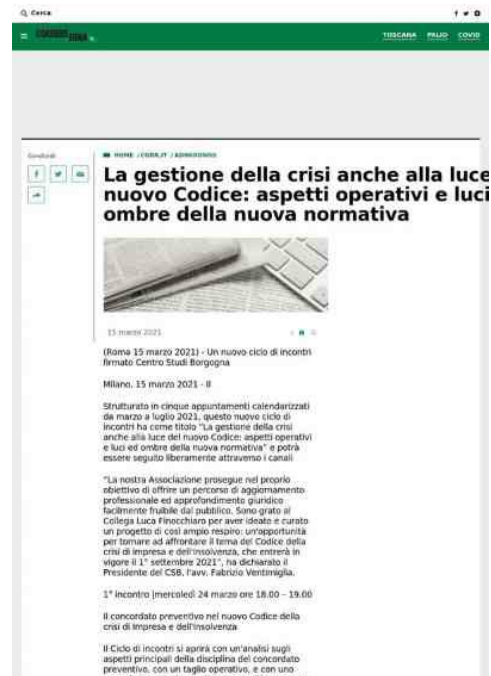 Cerca
TOSCANA PALIO COVID
Condividi
HOME / CORR.IT / ADNKRONOS
La gestione della crisi anche alla luce
nuovo Codice: aspetti operativi e luci
ombre della nuova normativa
15 marzo 2021
(Roma 15 marzo 2021) - Un nuovo ciclo di incontri
firmato Centro Studi Borgogna
Milano, 15 marzo 2021 - Il
Strutturato in cinque appuntamenti calendarizzati
da marzo a luglio 2021, questo nuovo ciclo di
incontri ha come titolo "La gestione della crisi
anche alla luce del nuovo Codice: aspetti operativi
e luci ed ombre della nuova normativa" e potrà
essere seguito liberamente attraverso i canali
"La nostra Associazione prosegue nel proprio
obiettivo di offrire un percorso di aggiornamento
professionale ed approfondimento giuridico
facilmente fruibile dal pubblico. Sono grato al
Collega Luca Finocchiaro per aver ideato e curato
un progetto di così ampio respiro: un'opportunità
per tornare ad affrontare il tema del Codice della
crisi di impresa e dell'insolvenza, che entrerà in
vigore il 1° settembre 2021", ha dichiarato il
Presidente del CSB, l'avv. Fabrizio Ventimiglia.
1° incontro |mercoledì 24 marzo ore 18.00 – 19.00
Il concordato preventivo nel nuovo Codice della
crisi di Impresa e dell'Insolvenza
Il Ciclo di incontri si aprirà con un'analisi sugli
aspetti principali della disciplina del concordato
preventivo, con un taglio operativo, e con uno